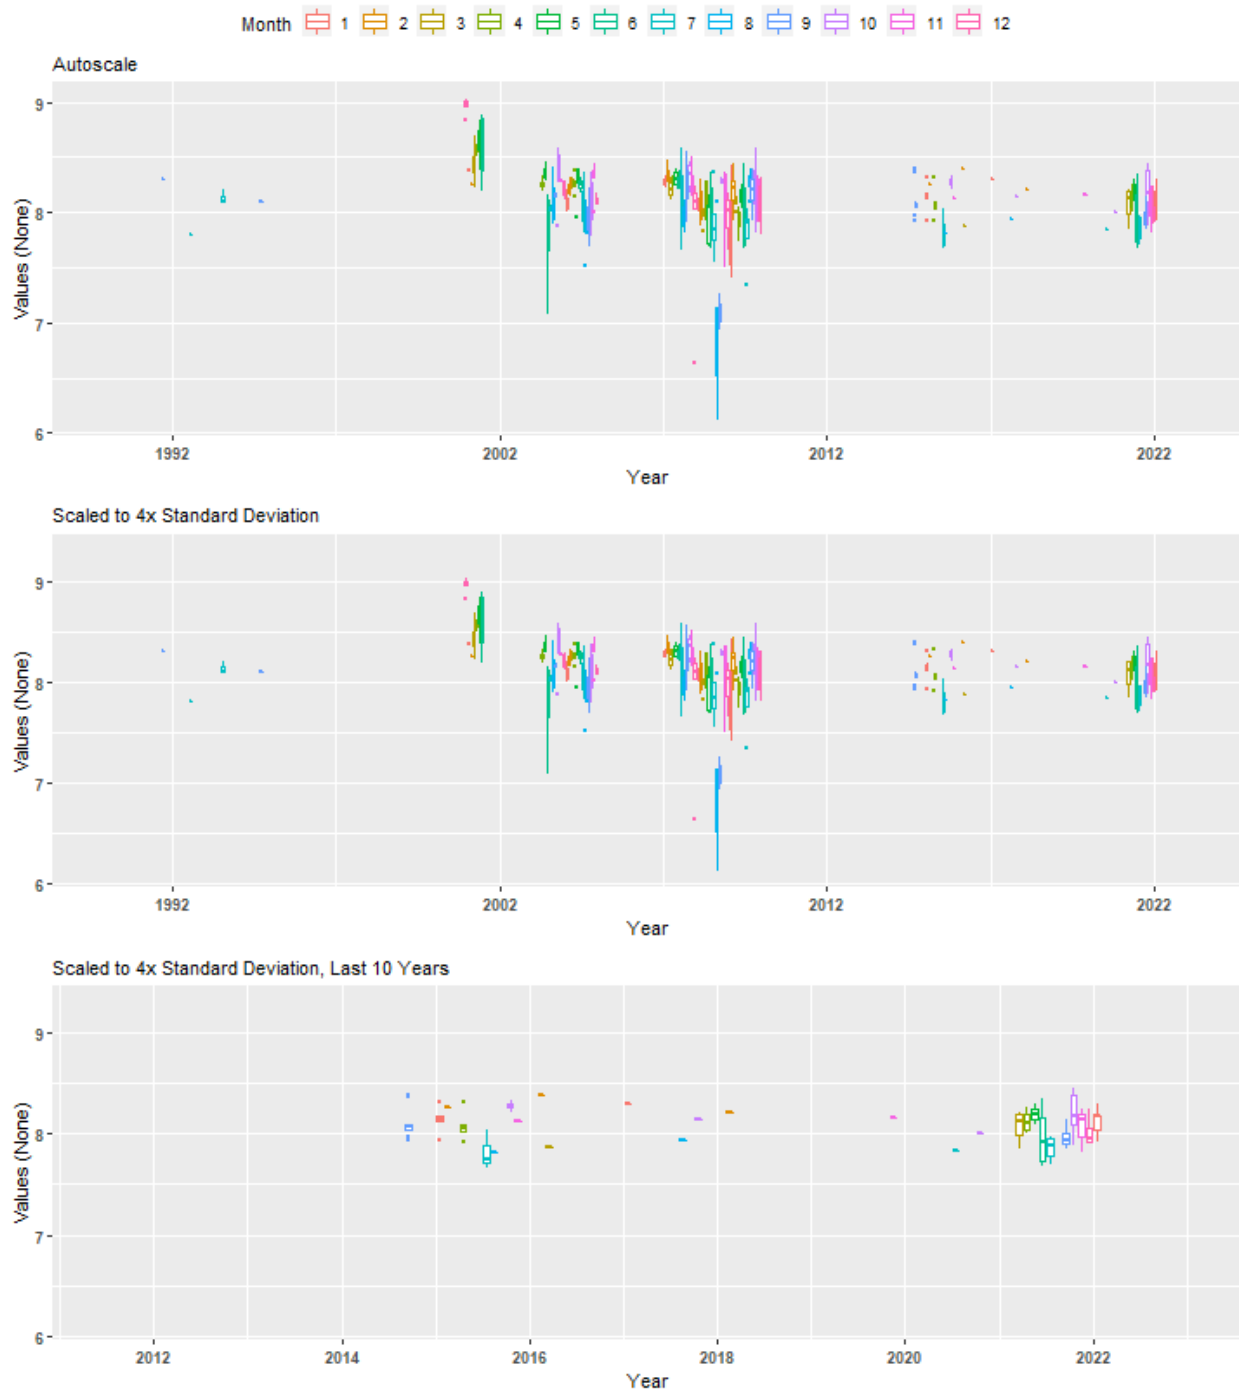 Month 1 2 3 4 5 6 7 8 9 10 11 12
Autoscale
Values (None)
9
8
7
6
1992 2002 2012 2022
Year
Scaled to 4x Standard Deviation
Values (None)
9
8
7
6
1992 2002 2012 2022
Year
Scaled to 4x Standard Deviation, Last 10 Years
Values (None)
9
8
7
6
2012 2014 2016 2018 2020 2022
Year